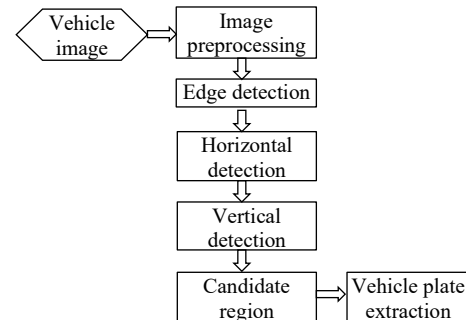 Vehicle
image
Image
preprocessing
Edge detection
Horizontal
detection
Vertical
detection
Candidate
region
Vehicle plate
extraction